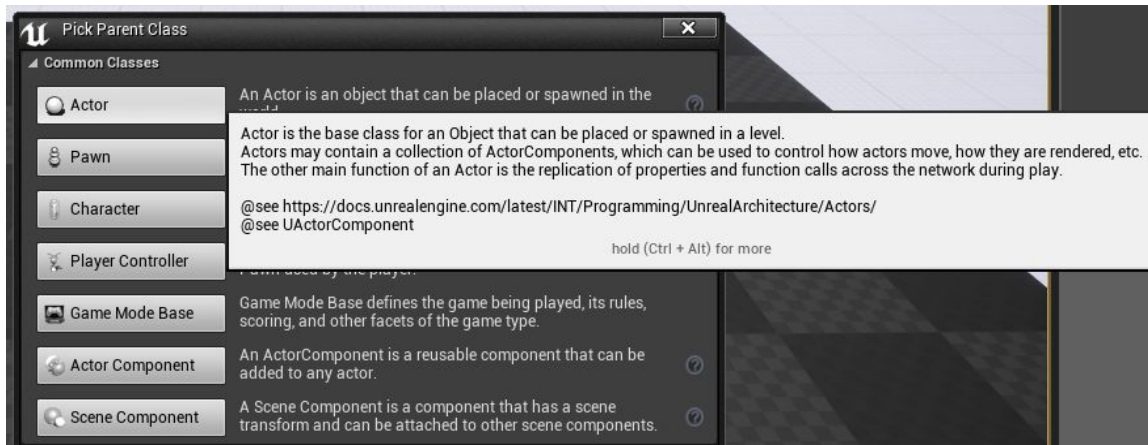 Pick Parent Class
Common Classes
Actor
An Actor is an object that can be placed or spawned in the
Actor is the base class for an Object that can be placed or spawned in a level.
Actors may contain a collection of ActorComponents, which can be used to control how actors move, how they are rendered, etc.
The other main function of an Actor is the replication of properties and function calls across the network during play.
@see https://docs.unrealengine.com/latest/INT/Programming/UnrealArchitecture/Actors/
@see UActorComponent
hold (Ctrl + Alt) for more
Pawn
Character
Player Controller
Game Mode Base
Game Mode Base defines the game being played, its rules,
scoring, and other facets of the game type.
Actor Component
An ActorComponent is a reusable component that can be
added to any actor.
Scene Component
A Scene Component is a component that has a scene
transform and can be attached to other scene components.